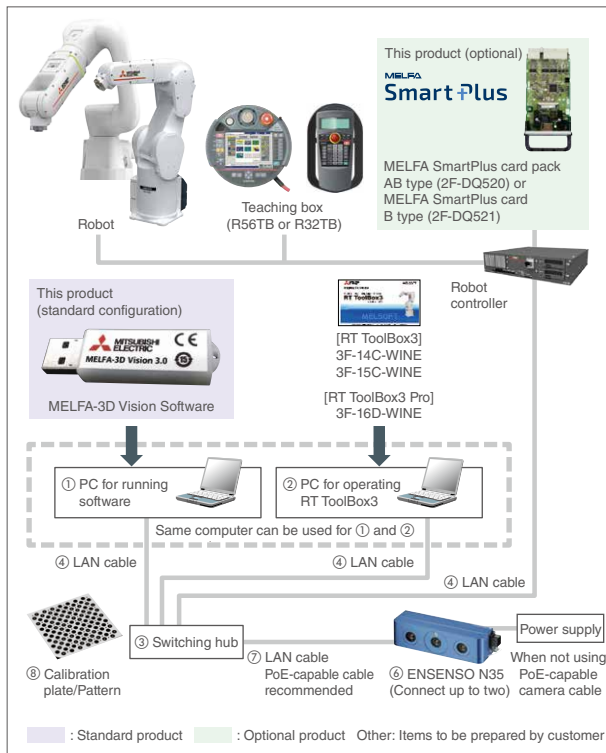 This product (optional)
MELFA
SmartPlus
MELFA SmartPlus card pack
AB type (2F-DQ520) or
MELFA SmartPlus card
B type (2F-DQ521)
Robot
Teaching box
(R56TB or R32TB)
Robot
controller
This product
(standard configuration)
MITSUBISHI
ELECTRIC
MELFA-3D Vision 3.0
CE
15
MELFA-3D Vision Software
RT ToolBox3
MELSOFT
[RT ToolBox3]
3F-14C-WINE
3F-15C-WINE
[RT ToolBox3 Pro]
3F-16D-WINE
① PC for running
software
② PC for operating
RT ToolBox3
Same computer can be used for ① and ②
④ LAN cable
④ LAN cable
④ LAN cable
③ Switching hub
Power supply
⑧ Calibration
plate/Pattern
⑦ LAN cable
PoE-capable cable
recommended
⑥ ENSENSO N35
(Connect up to two)
When not using
PoE-capable
camera cable
: Standard product
: Optional product
Other: Items to be prepared by customer